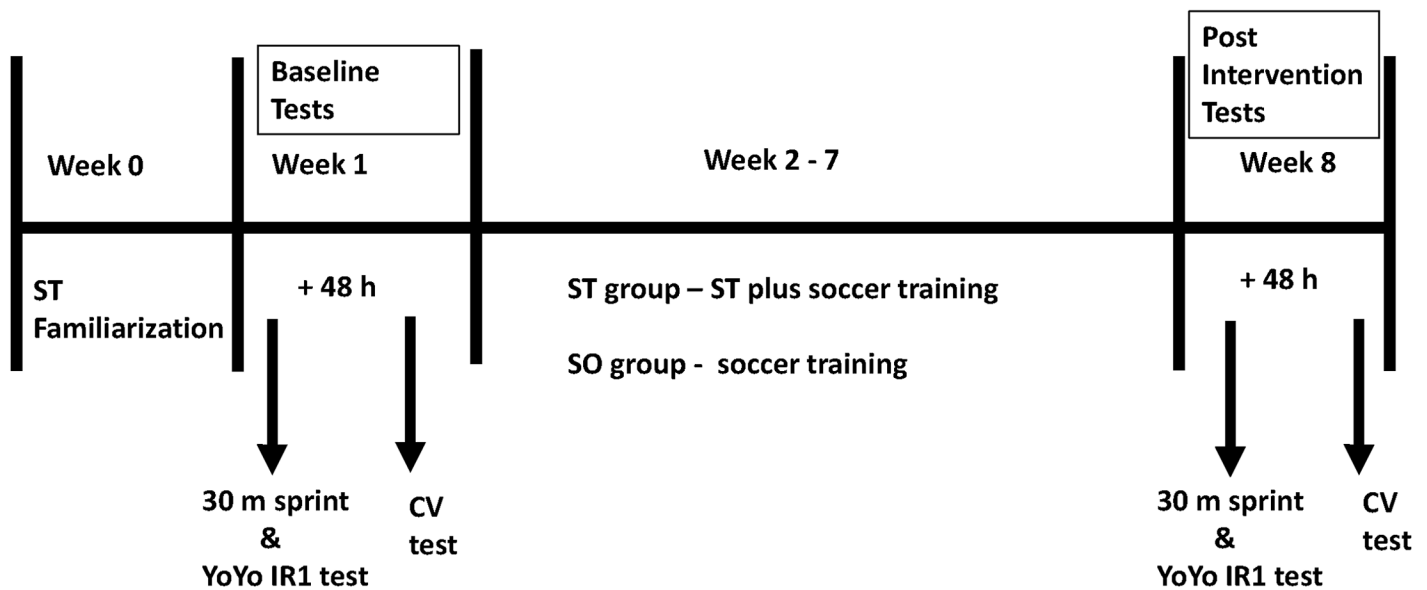 Baseline
Tests
Post
Intervention
Tests
Week 0
Week 1
Week 2 - 7
Week 8
ST
Familiarization
+ 48 h
ST group – ST plus soccer training
SO group -  soccer training
+ 48 h
30 m sprint
&
YoYo IR1 test
CV
test
30 m sprint
&
YoYo IR1 test
CV
test